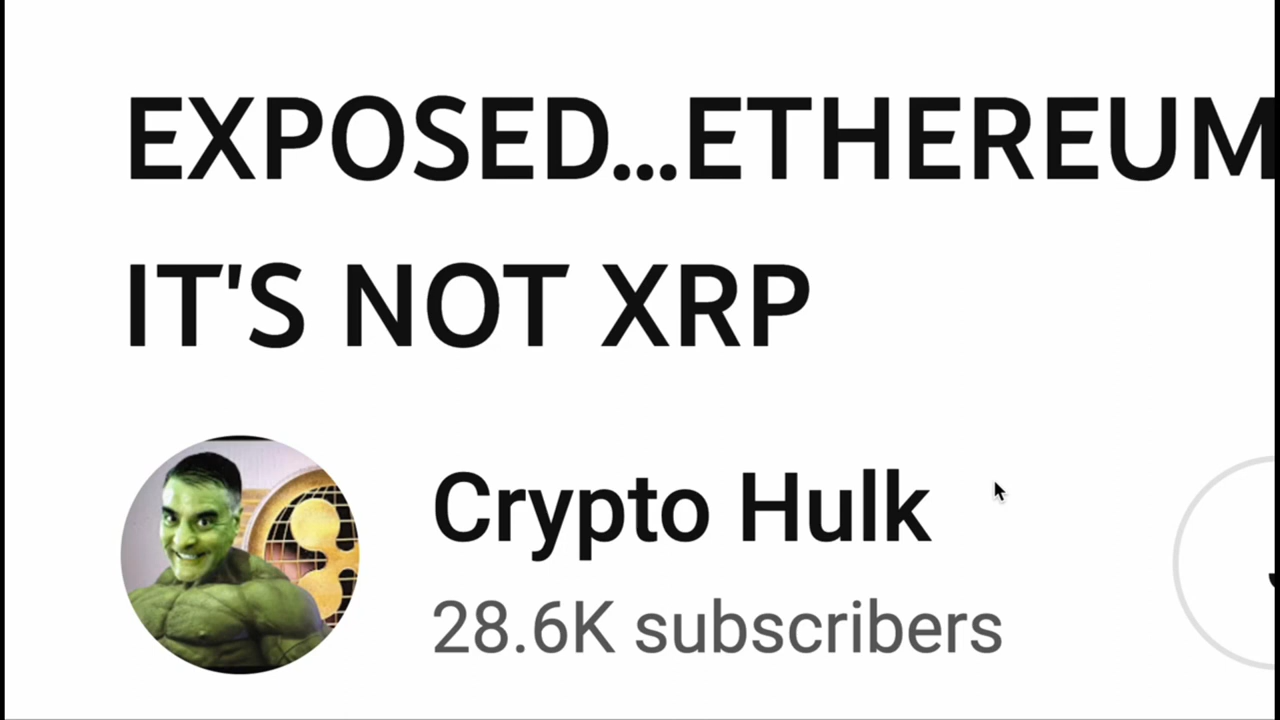 EXPOSED...ETHEREUM
IT'S NOT XRP
Crypto Hulk
28.6K subscribers